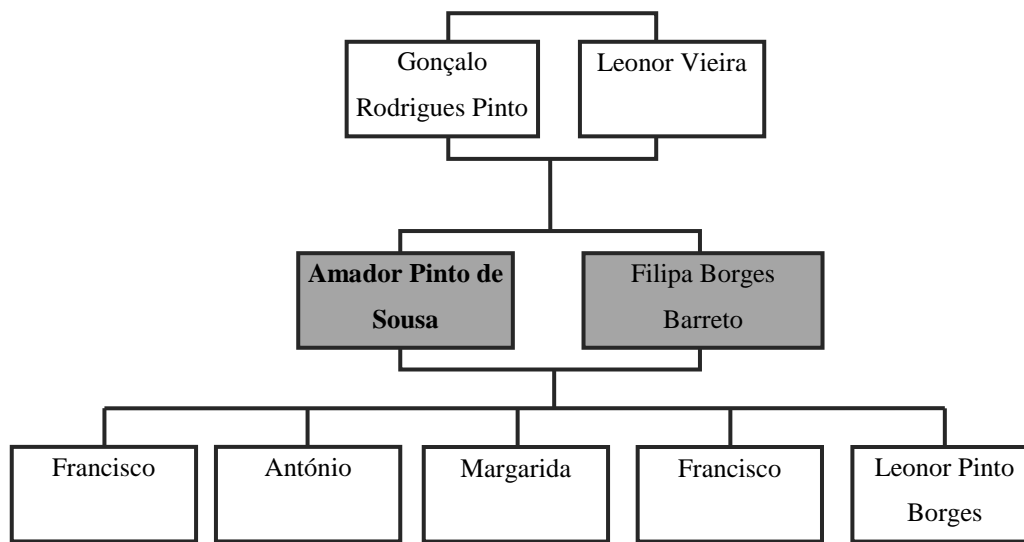 Gonçalo
Rodrigues Pinto
Leonor Vieira
Amador Pinto de
Sousa
Filipa Borges
Barreto
Francisco
António
Margarida
Francisco
Leonor Pinto
Borges